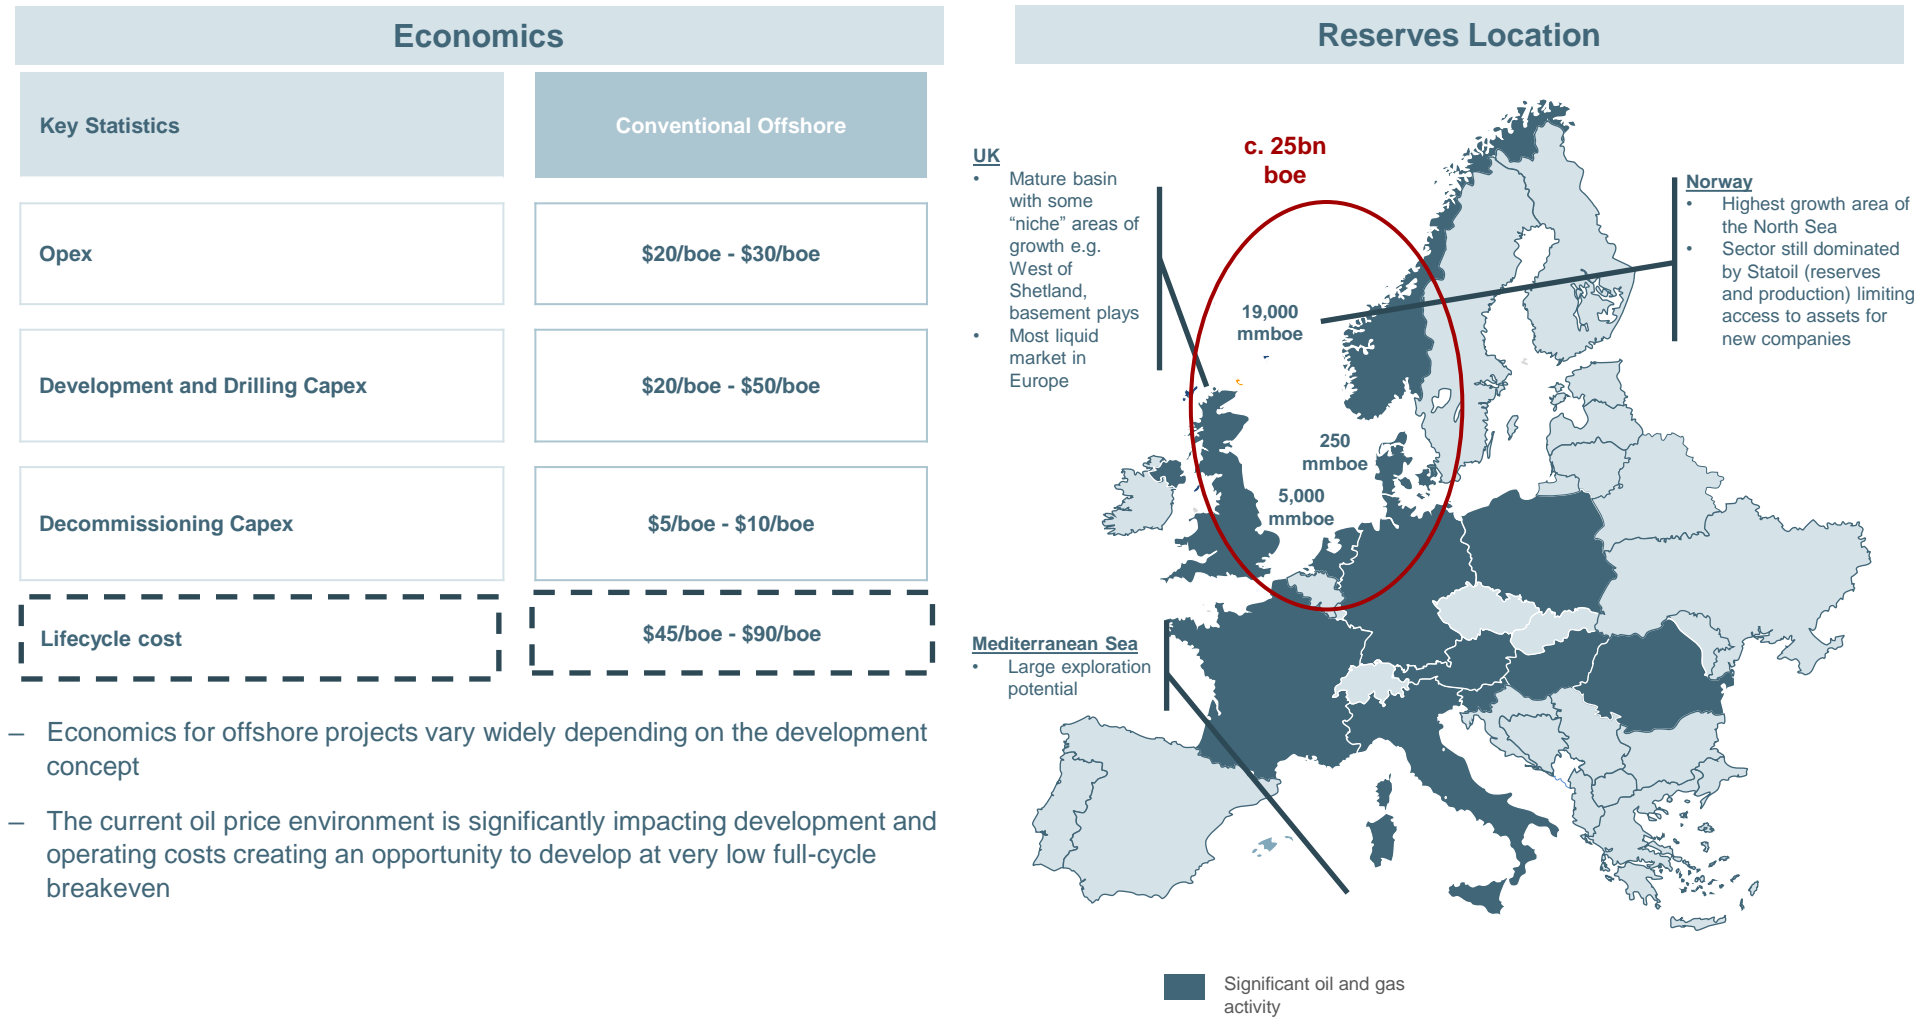 Economics
Key Statistics
Conventional Offshore
Opex
$20/boe - $30/boe
Development and Drilling Capex
$20/boe - $50/boe
Decommissioning Capex
$5/boe - $10/boe
Lifecycle cost
$45/boe - $90/boe
– Economics for offshore projects vary widely depending on the development
concept
– The current oil price environment is significantly impacting development and
operating costs creating an opportunity to develop at very low full-cycle
breakeven
Reserves Location
UK
• Mature basin
with some
“niche” areas of
growth e.g.
West of
Shetland,
basement plays
• Most liquid
market in
Europe
c. 25bn
boe
Norway
• Highest growth area of
the North Sea
• Sector still dominated
by Statoil (reserves
and production) limiting
access to assets for
new companies
19,000
mmboe
250
mmboe
5,000
mmboe
Mediterranean Sea
• Large exploration
potential
Significant oil and gas
activity